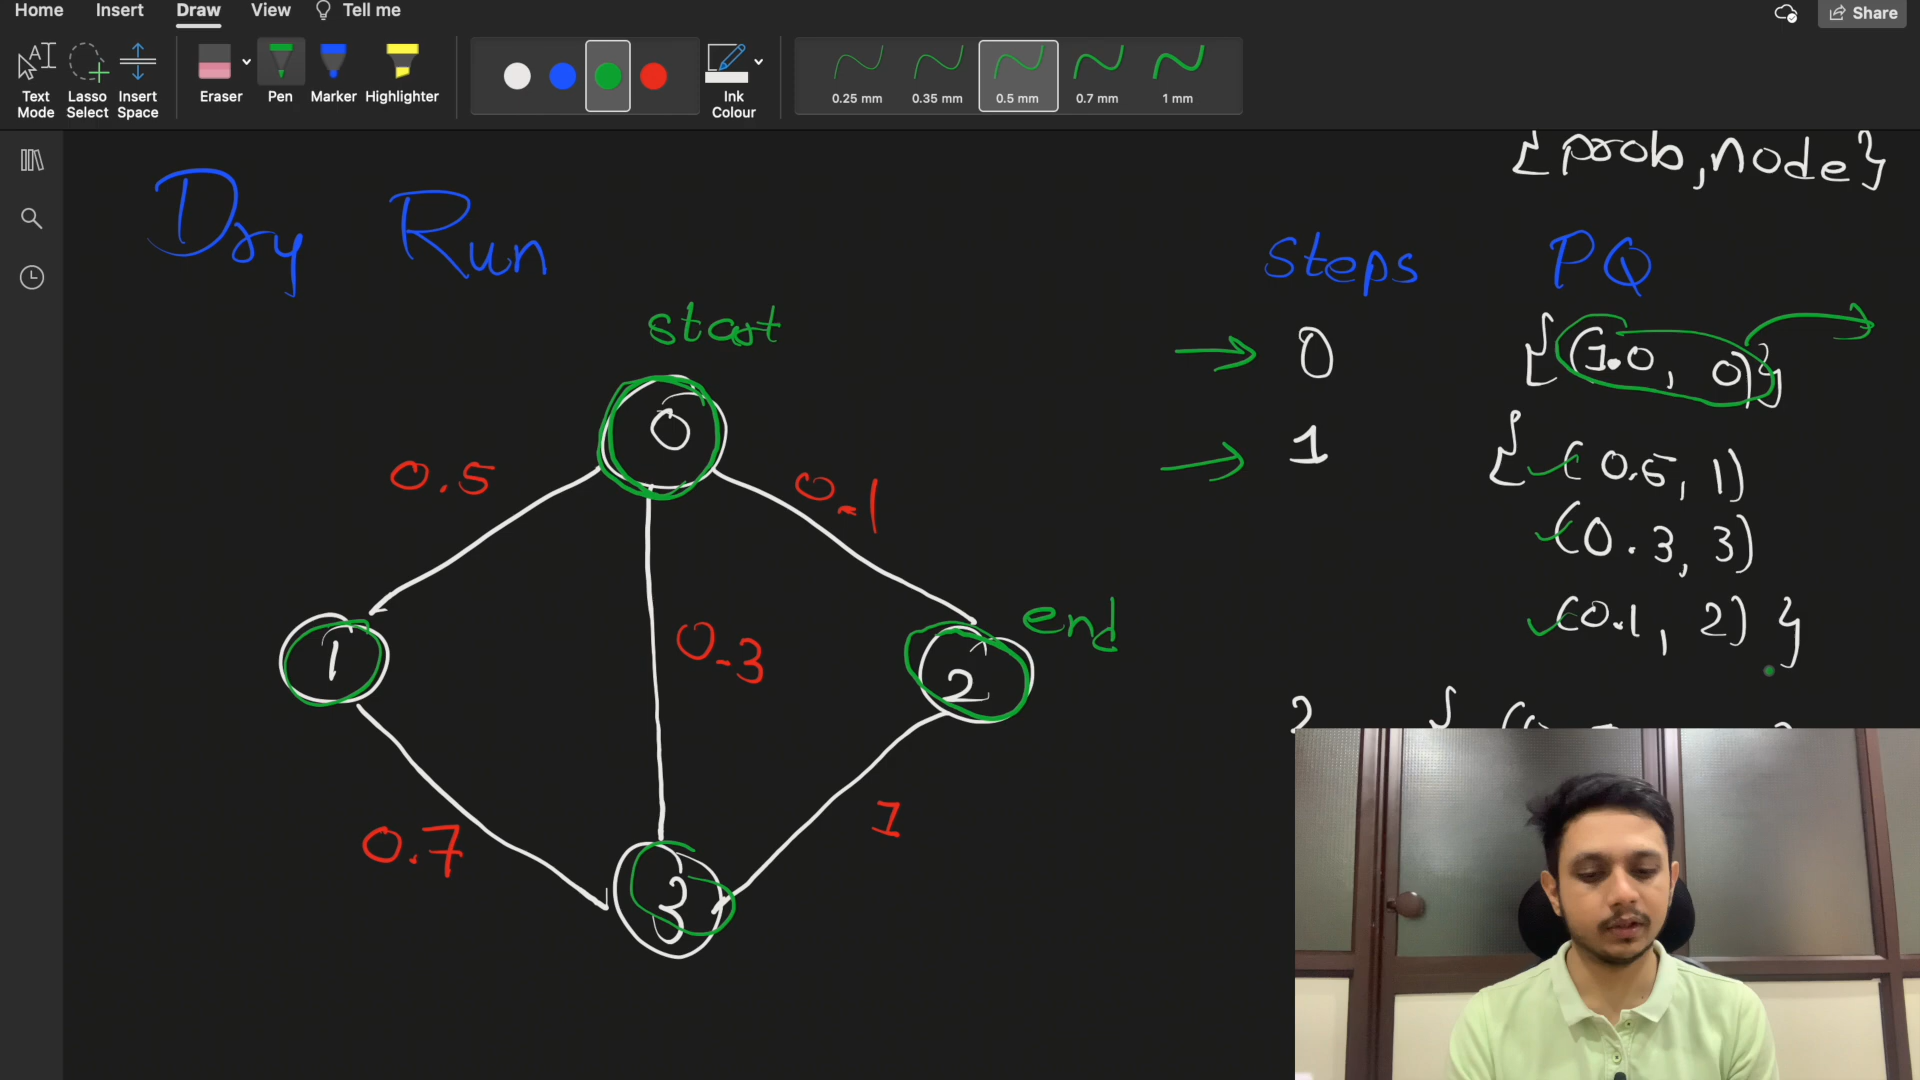 Home Insert Draw View Tell me Share
Text Mode
Lasso Select
Insert Space
Eraser
Pen
Marker
Highlighter
Ink Colour
0.25 mm
0.35 mm
0.5 mm
0.7 mm
1 mm
{prob,node}
Dry Run
Steps PQ
start
0 {(1.0, 0)}
0
1 {(0.5, 1)
0.5
0.1
(0.3, 3)
(0.1, 2)}
end
1
0.3
2
2 {
0.7
1
3